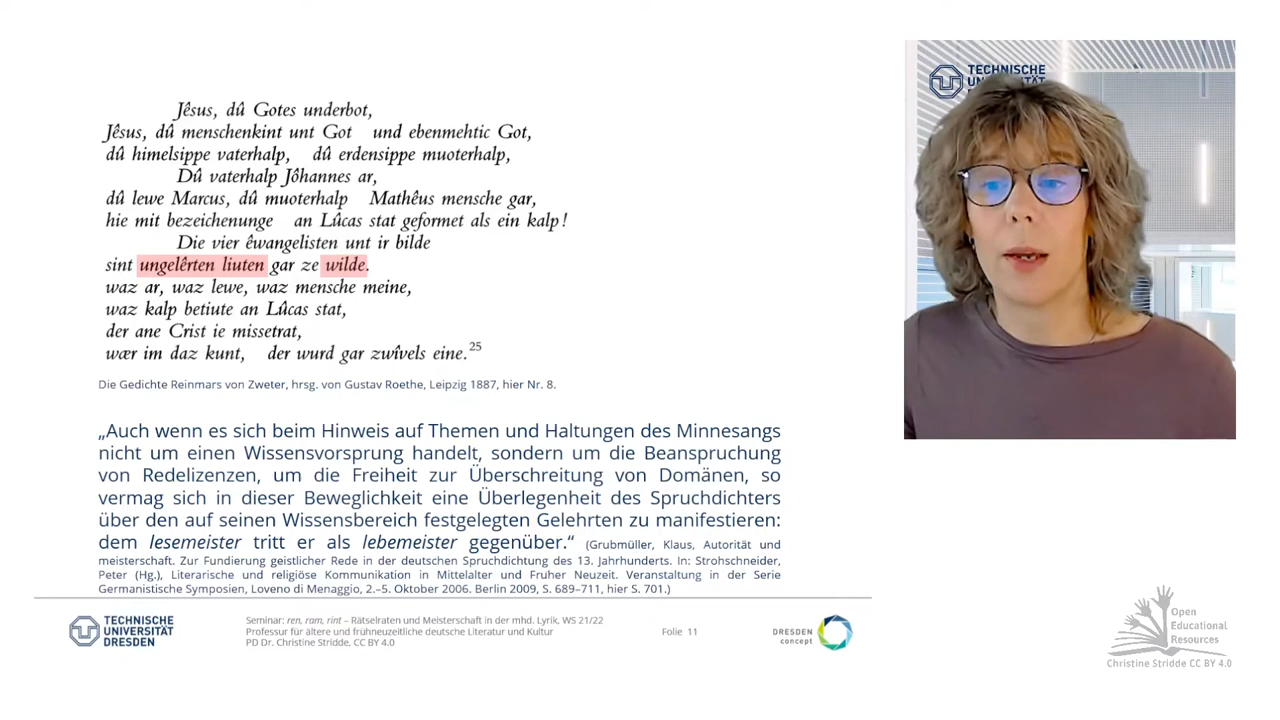 Jêsus, dû Gotes underbot,
Jêsus, dû menschenkint unt Got und ebenmehtic Got,
dû himelsippe vaterhalp, dû erdensippe muoterhalp,
Dû vaterhalp Jôhannes ar,
dû lewe Marcus, dû muoterhalp Mathêus mensche gar,
hie mit bezeichenunge an Lûcas stat geformet als ein kalp!
Die vier êwangelisten unt ir bilde
sint ungelêrten liuten gar ze wilde.
waz ar, waz lewe, waz mensche meine,
waz kalp betiute an Lûcas stat,
der ane Crist ie missetrat,
wær im daz kunt, der wurd gar zwîvels eine.25
Die Gedichte Reinmars von Zweter, hrsg. von Gustav Roethe, Leipzig 1887, hier Nr. 8.
„Auch wenn es sich beim Hinweis auf Themen und Haltungen des Minnesangs
nicht um einen Wissensvorsprung handelt, sondern um die Beanspruchung
von Redelizenzen, um die Freiheit zur Überschreitung von Domänen, so
vermag sich in dieser Beweglichkeit eine Überlegenheit des Spruchdichters
über den auf seinen Wissensbereich festgelegten Gelehrten zu manifestieren:
dem lesemeister tritt er als lebemeister gegenüber.“ (Grubmüller, Klaus, Autorität und
meisterschaft. Zur Fundierung geistlicher Rede in der deutschen Spruchdichtung des 13. Jahrhunderts. In: Strohschneider,
Peter (Hg.), Literarische und religiöse Kommunikation in Mittelalter und Fruher Neuzeit. Veranstaltung in der Serie
Germanistische Symposien, Loveno di Menaggio, 2.–5. Oktober 2006. Berlin 2009, S. 689–711, hier S. 701.)
TECHNISCHE
UNIVERSITÄT
DRESDEN
Seminar: ren, ram, rint – Rätselraten und Meisterschaft in der mhd. Lyrik, WS 21/22
Professur für ältere und frühneuzeitliche deutsche Literatur und Kultur
PD Dr. Christine Stridde, CC BY 4.0
Folie 11
DRESDEN
concept
TECHNISCHE
UNIVERSITÄT
Open
Educational
Resources
Christine Stridde CC BY 4.0